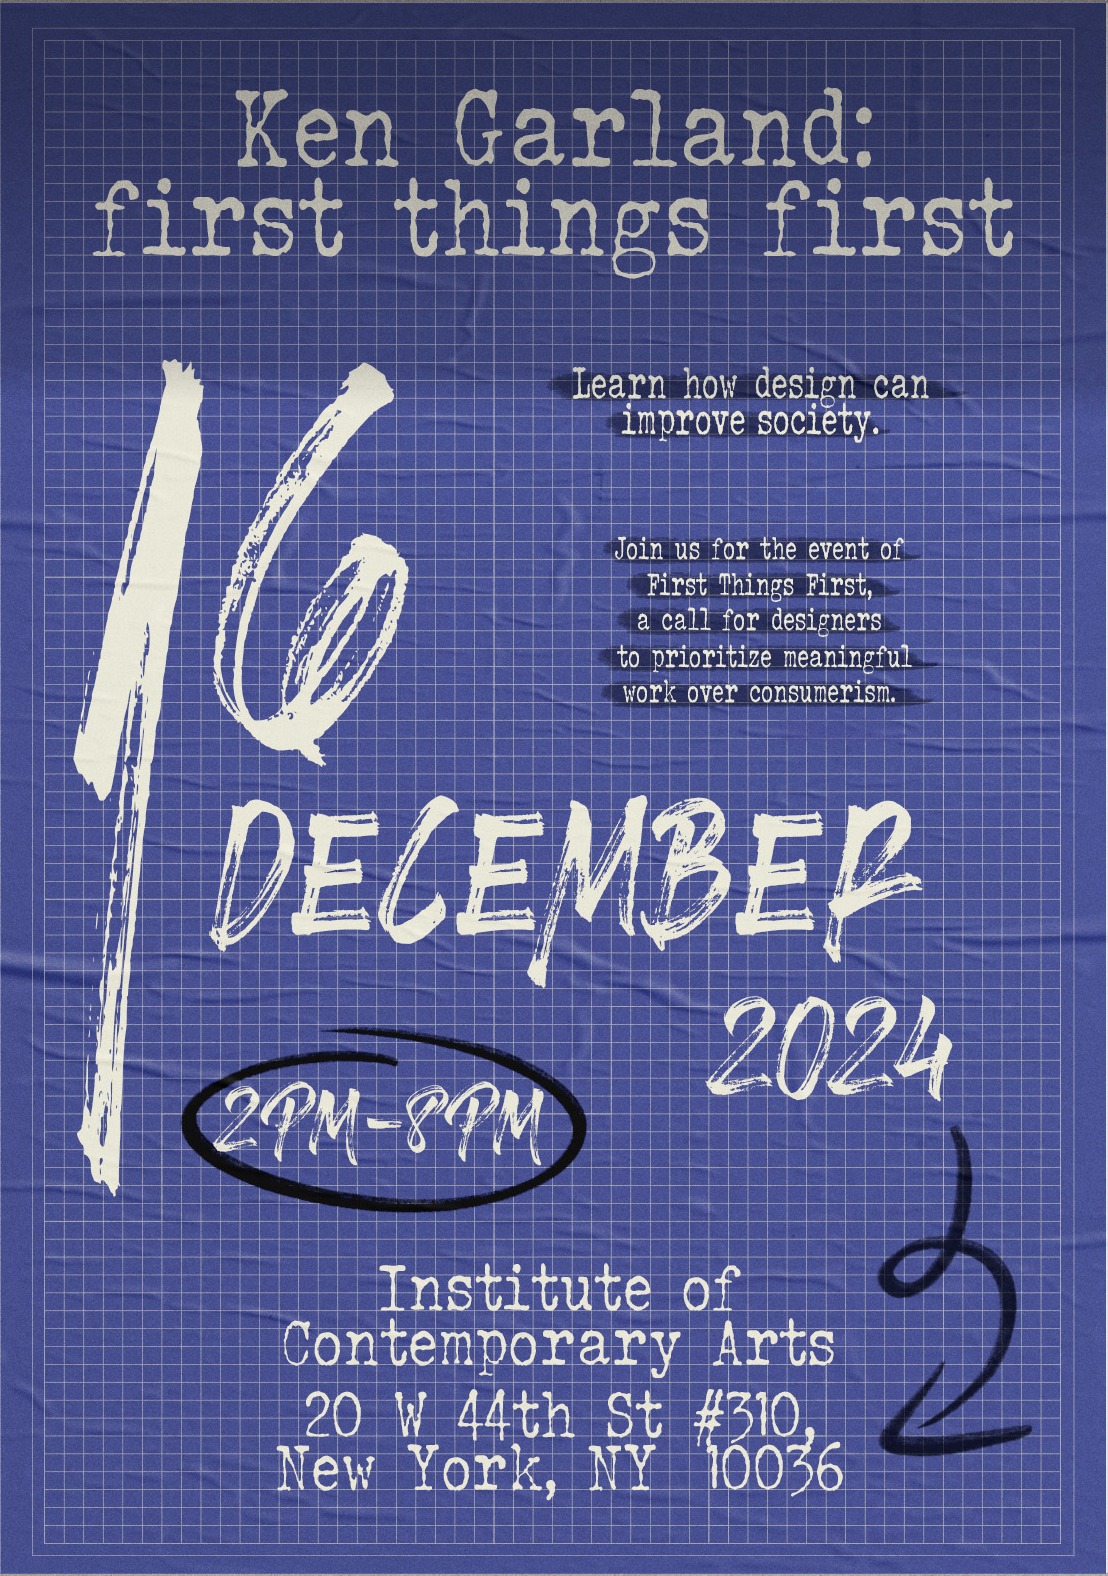 Ken Garland:
first things first
16
Learn how design can
improve society.
Join us for the event of
First Things First,
a call for designers
to prioritize meaningful
work over consumerism.
DECEMBER
2024
2PM-8PM
Institute of
Contemporary Arts
20 W 44th St #310,
New York, NY 10036